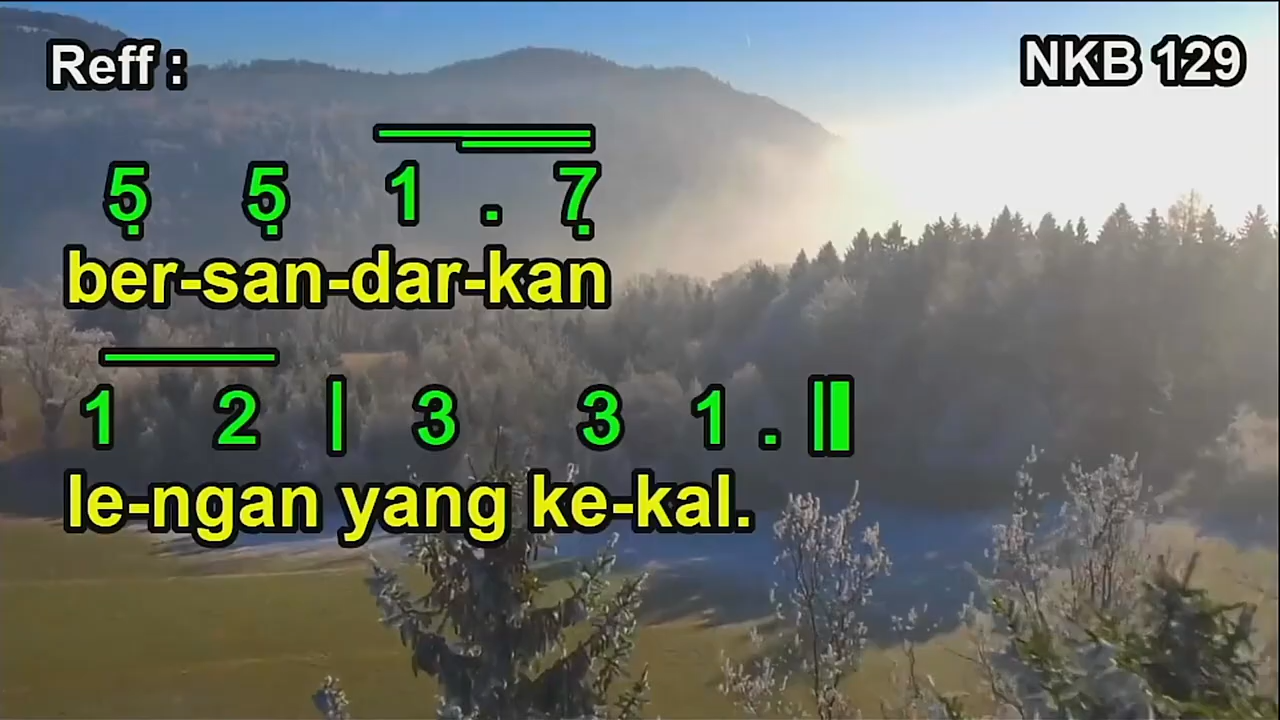 Reff :
NKB 129
5̣ 5̣ 1 . 7̣
ber-san-dar-kan
1 2 | 3 3 1 . ||
le-ngan yang ke-kal.